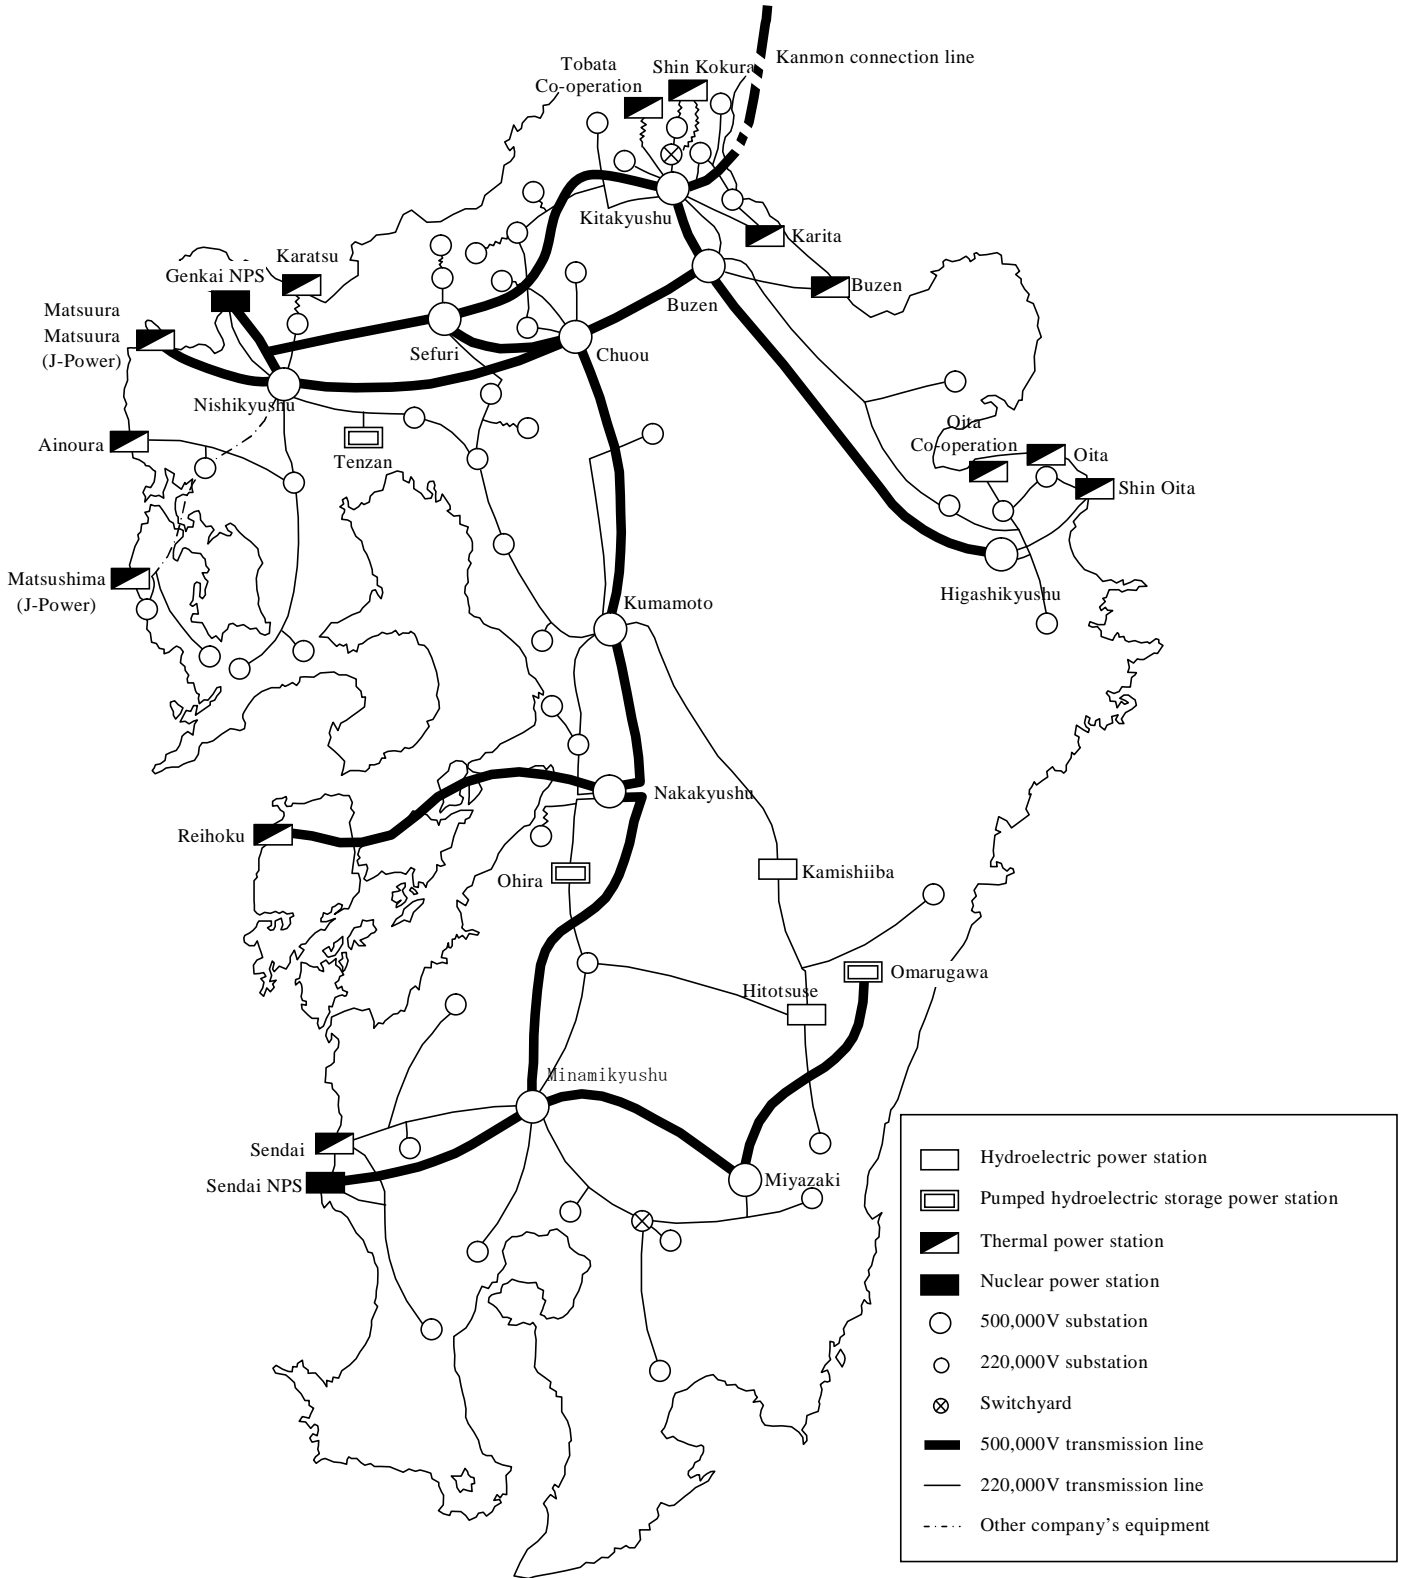 Kanmon connection line
Tobata
Co-operation
Shin Kokura
Kitakyushu
Karita
Genkai NPS
Karatsu
Buzen
Buzen
Matsuura
Matsuura
(J-Power)
Sefuri
Chuou
Nishikyushu
Ainoura
Tenzan
Oita
Co-operation
Oita
Shin Oita
Matsushima
(J-Power)
Higashikyushu
Kumamoto
Nakakyushu
Reihoku
Ohira
Kamishiiba
Omarugawa
Hitotsuse
Minamikyushu
Sendai
Sendai NPS
Miyazaki
Hydroelectric power station
Pumped hydroelectric storage power station
Thermal power station
Nuclear power station
500,000V substation
220,000V substation
Switchyard
500,000V transmission line
220,000V transmission line
Other company's equipment